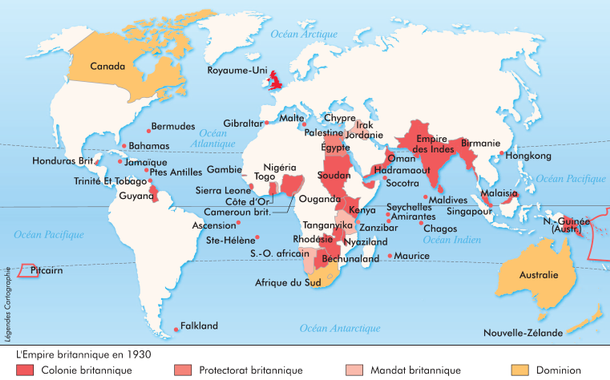 Océan Arctique
Canada
Royaume-Uni
Gibraltar
Malte
Chypre
Irak
Palestine
Jordanie
Bermudes
Océan
Atlantique
Egypte
Empire
des Indes
Birmanie
Bahamas
Honduras Brit.
Jamaïque
Ptes Antilles
Trinité Et Tobago
Guyana
Gambie
Nigéria
Togo
Sierra Leone
Côte d'Or
Cameroun brit.
Soudan
Oman
Hadramaout
Socotra
Hongkong
Océan Pacifique
Ouganda
Kenya
Maldives
Malaisia
Singapour
Seychelles
Amirantes
Tanganyika
Zanzibar
Chagos
N -Guinée
(Austr.)
Océan Pacifique
Ascension
Ste-Hélène
Océan Indien
Rhodésie
Nyaziland
S.-O. africain
Béchunaland
Maurice
Pitcairn
Afrique du Sud
Australie
Falkland
Océan Antarctique
Nouvelle-Zélande
Légendes Cartographie
L'Empire britannique en 1930
Colonie britannique
Protectorat britannique
Mandat britannique
Dominion